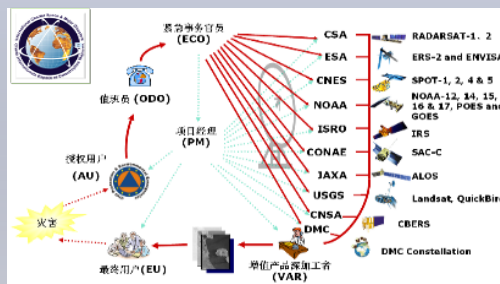 紧急事务官员
(ECO)
值班员 (ODO)
项目经理
(PM)
授权用户
(AU)
灾害
最终用户(EU)
增值产品深加工者
(VAR)
CSA
ESA
CNES
NOAA
ISRO
CONAE
JAXA
USGS
CNSA
DMC
RADARSAT-1, 2
ERS-2 and ENVISA
SPOT-1, 2, 4 & 5
NOAA-12, 14, 15,
16 & 17, POES and
GOES
IRS
SAC-C
ALOS
Landsat, QuickBir
CBERS
DMC Constellation